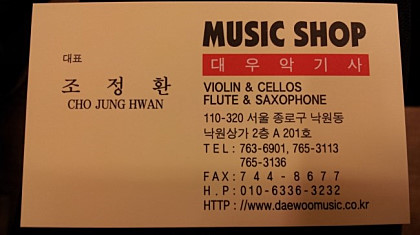 대표
조 정 환
CHO JUNG HWAN
MUSIC SHOP
대우악기사
VIOLIN & CELLOS
FLUTE & SAXOPHONE
110-320 서울 종로구 낙원동
낙원상가 2층 A 201호
TEL: 763-6901, 765-3113
765-3136
FAX: 744-8677
H.P: 010-6336-3232
HTTP : //www.daewoomusic.co.kr